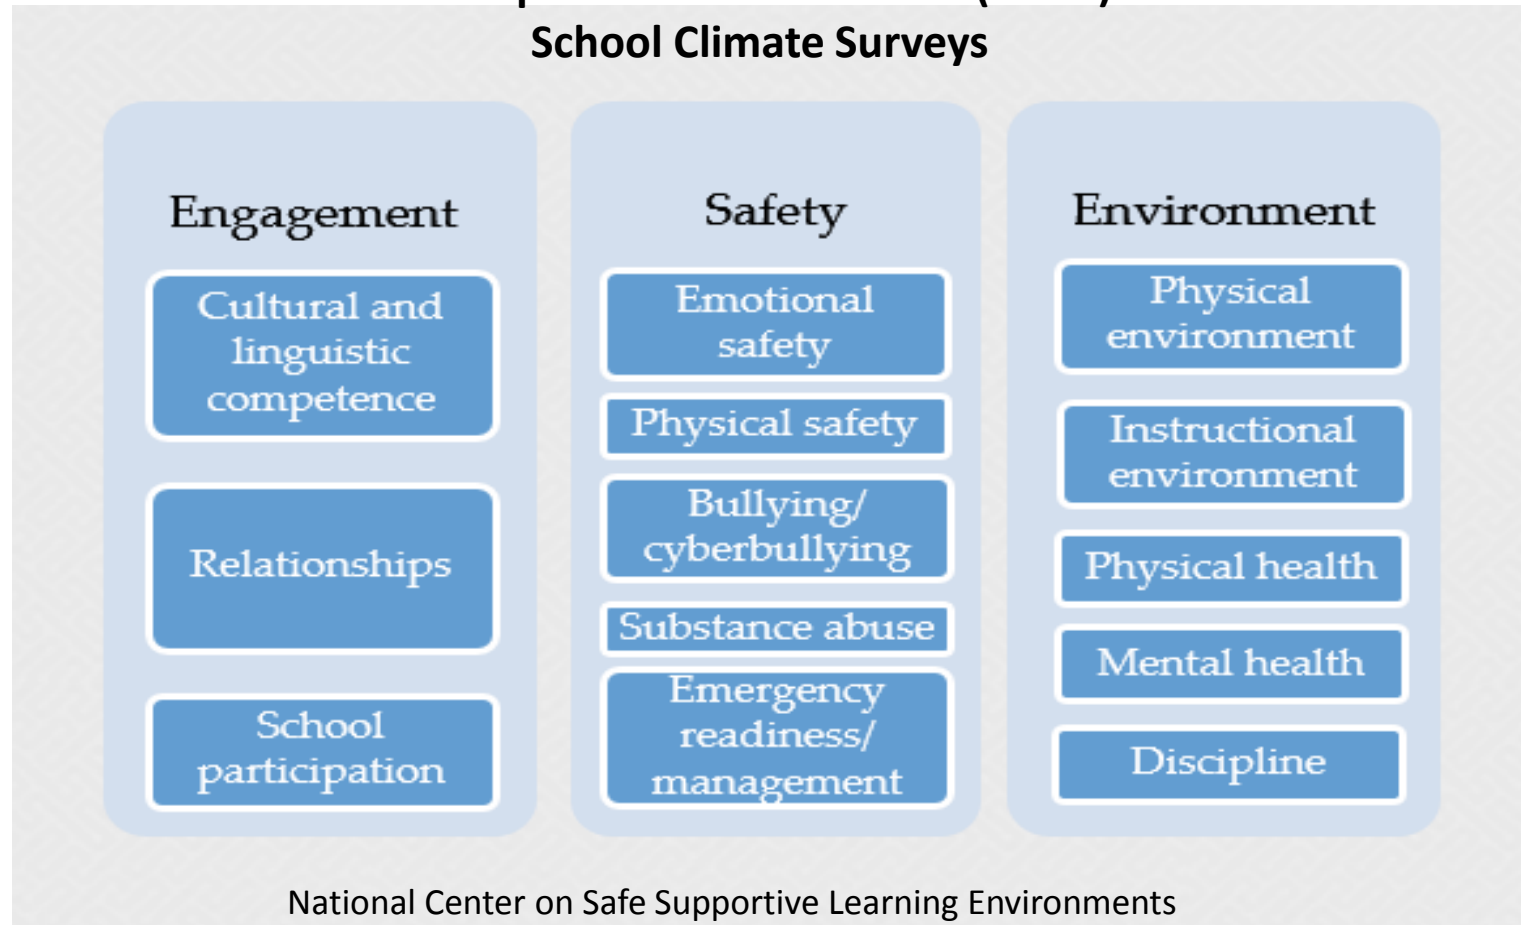 School Climate Surveys
Engagement
Cultural and
linguistic
competence
Relationships
School
participation
Safety
Emotional
safety
Physical safety
Bullying/
cyberbullying
Substance abuse
Emergency
readiness/
management
Environment
Physical
environment
Instructional
environment
Physical health
Mental health
Discipline
National Center on Safe Supportive Learning Environments